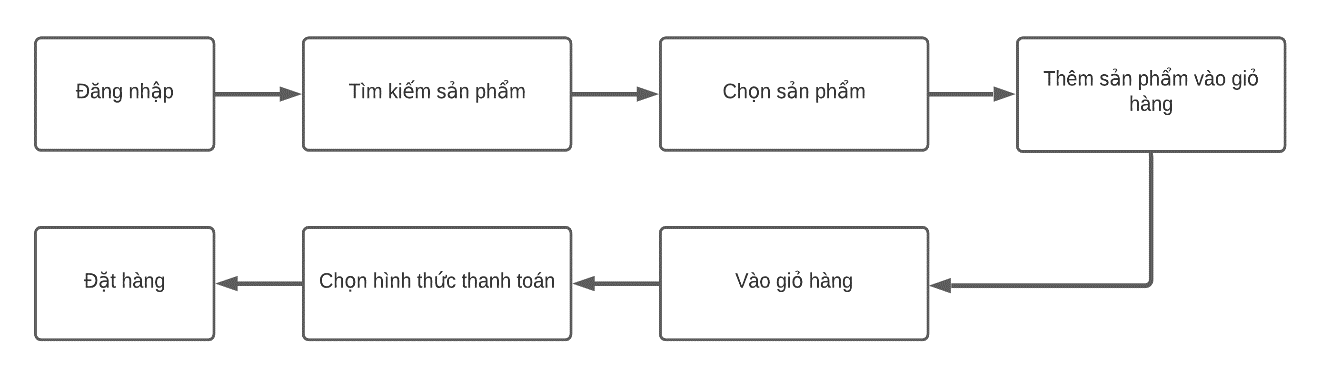 Đăng nhập
Tìm kiếm sản phẩm
Chọn sản phẩm
Thêm sản phẩm vào giỏ
hàng
Vào giỏ hàng
Chọn hình thức thanh toán
Đặt hàng